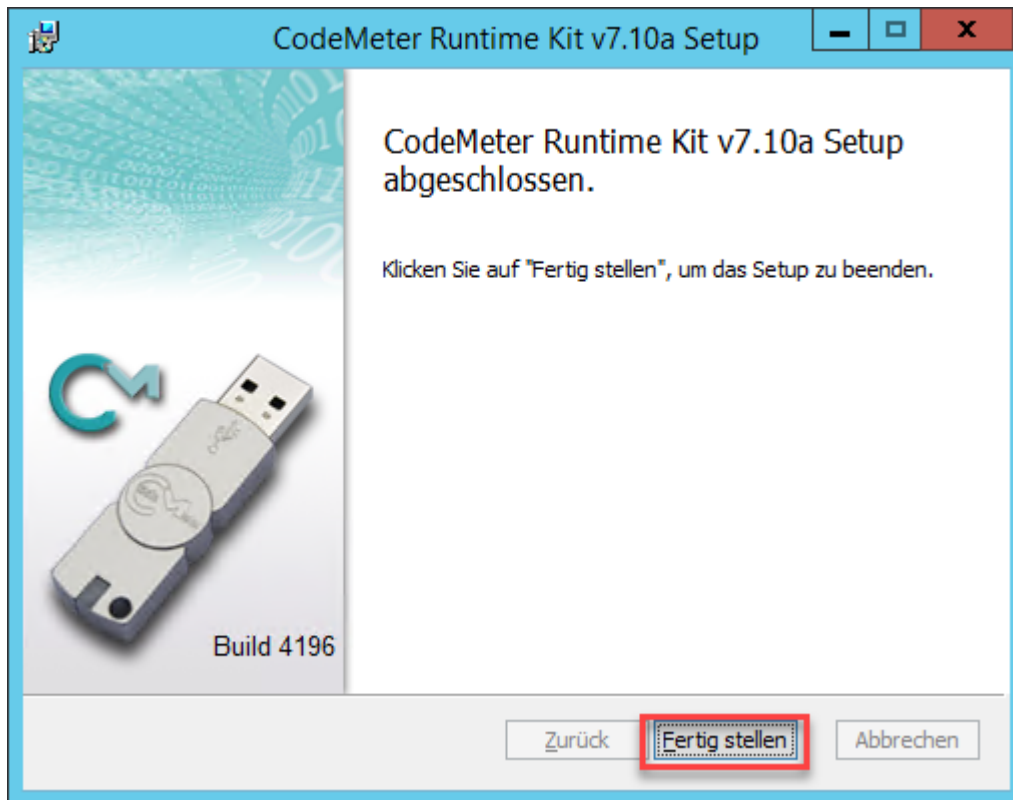 CodeMeter Runtime Kit v7.10a Setup
CodeMeter Runtime Kit v7.10a Setup
abgeschlossen.
Klicken Sie auf "Fertig stellen", um das Setup zu beenden.
CM
Build 4196
Zurück Fertig stellen Abbrechen